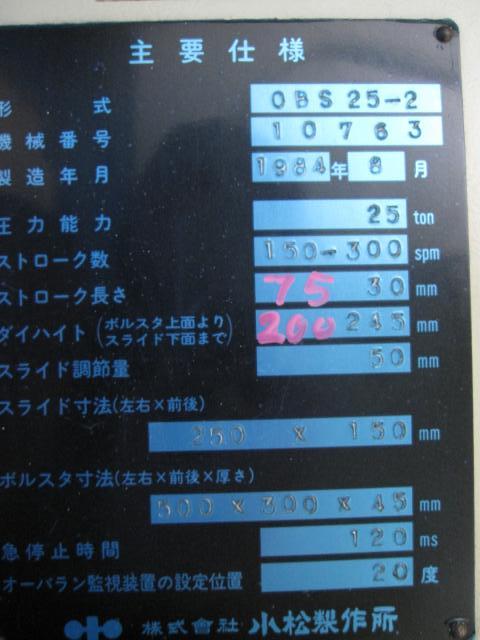 主要仕様
形式 OBS 25-2
機械番号 10763
製造年月 1984年 8月
圧力能力 25 ton
ストローク数 150-300 spm
ストローク長さ 75 30 mm
ダイハイト(ボルスタ上面よりスライド下面まで) 200 245 mm
スライド調節量 50 mm
スライド寸法(左右×前後)
250 x 150 mm
ボルスタ寸法(左右×前後×厚さ)
500 x 300 x 45 mm
急停止時間 120 ms
オーバラン監視装置の設定位置 20 度
株式會社 小松製作所